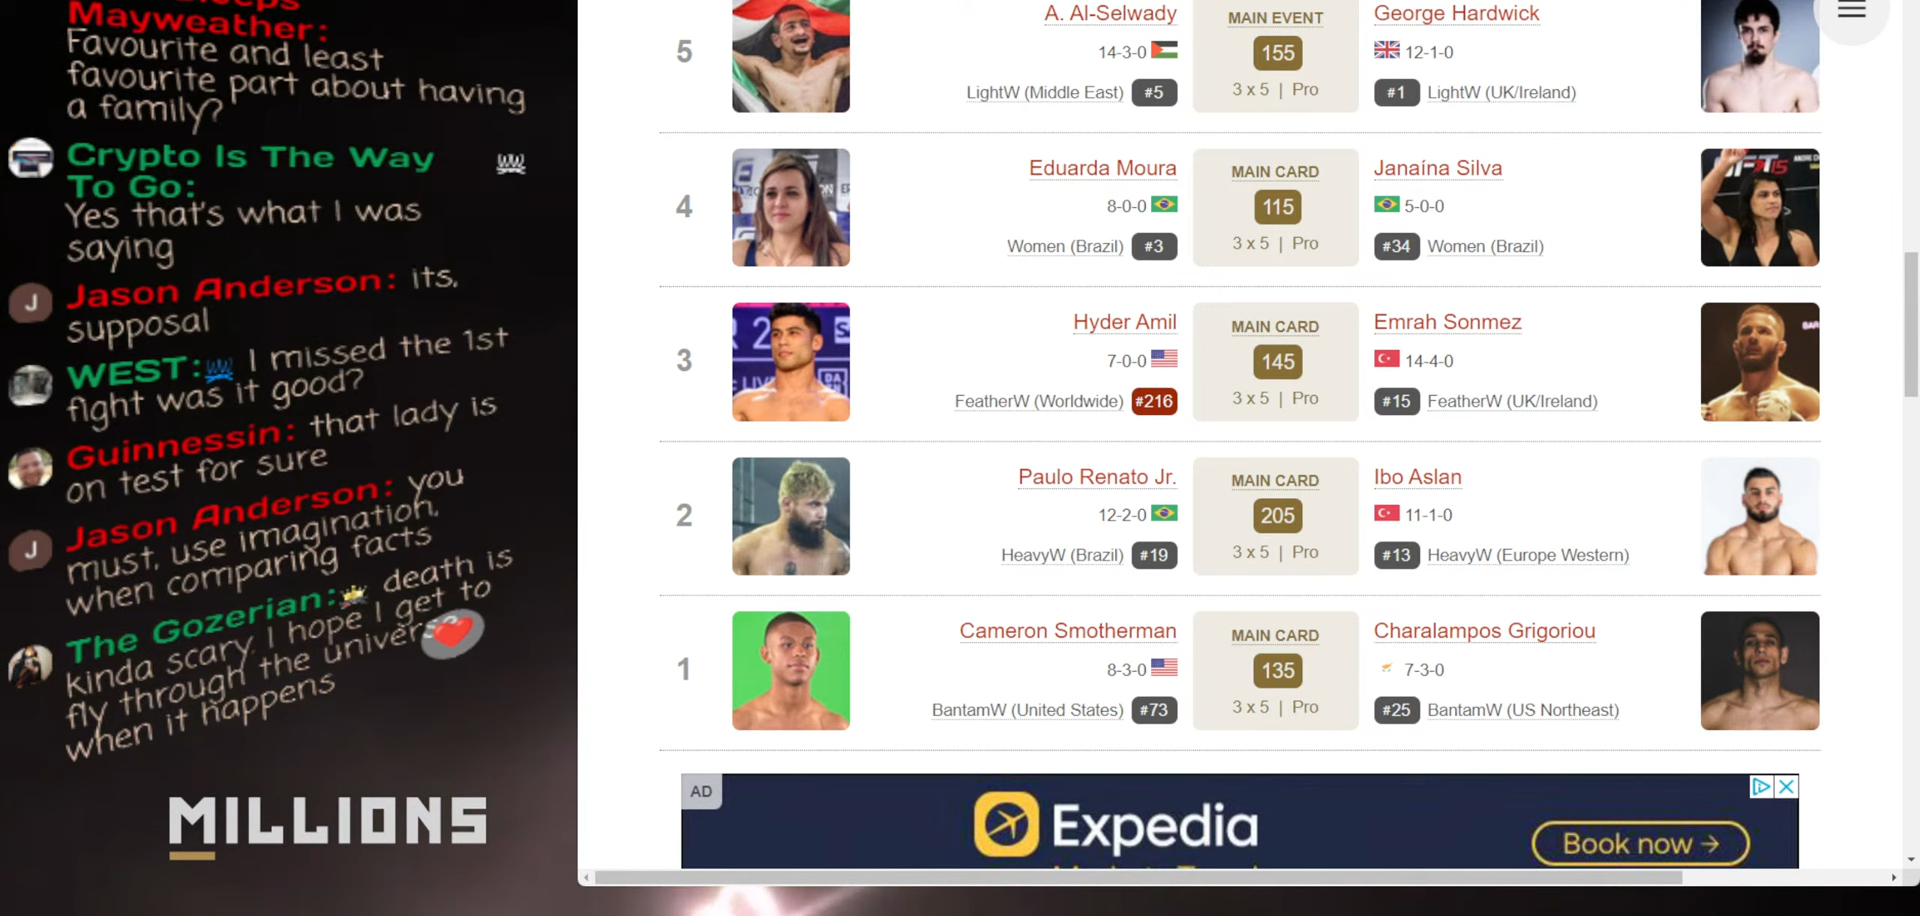 Mayweather:
Favourite and least
favourite part about having
a family?
Crypto Is The Way
To Go:
Yes that's what I was
saying
J
Jason Anderson: its,
supposal
WEST: I missed the 1st
fight was it good?
Guinnessin: that lady is
on test for sure
J
Jason Anderson: you
must, use imagination,
when comparing facts
The Gozerian: death is
kinda scary. I hope I get to
fly through the universe
when it happens
MILLIONS
5
A. Al-Selwady
14-3-0
LightW (Middle East) #5
MAIN EVENT
155
3 x 5 | Pro
George Hardwick
12-1-0
#1 LightW (UK/Ireland)
4
Eduarda Moura
8-0-0
Women (Brazil) #3
MAIN CARD
115
3 x 5 | Pro
Janaína Silva
5-0-0
#34 Women (Brazil)
3
Hyder Amil
7-0-0
FeatherW (Worldwide) #216
MAIN CARD
145
3 x 5 | Pro
Emrah Sonmez
14-4-0
#15 FeatherW (UK/Ireland)
2
Paulo Renato Jr.
12-2-0
HeavyW (Brazil) #19
MAIN CARD
205
3 x 5 | Pro
Ibo Aslan
11-1-0
#13 HeavyW (Europe Western)
1
Cameron Smotherman
8-3-0
BantamW (United States) #73
MAIN CARD
135
3 x 5 | Pro
Charalampos Grigoriou
7-3-0
#25 BantamW (US Northeast)
AD
Expedia
Book now →